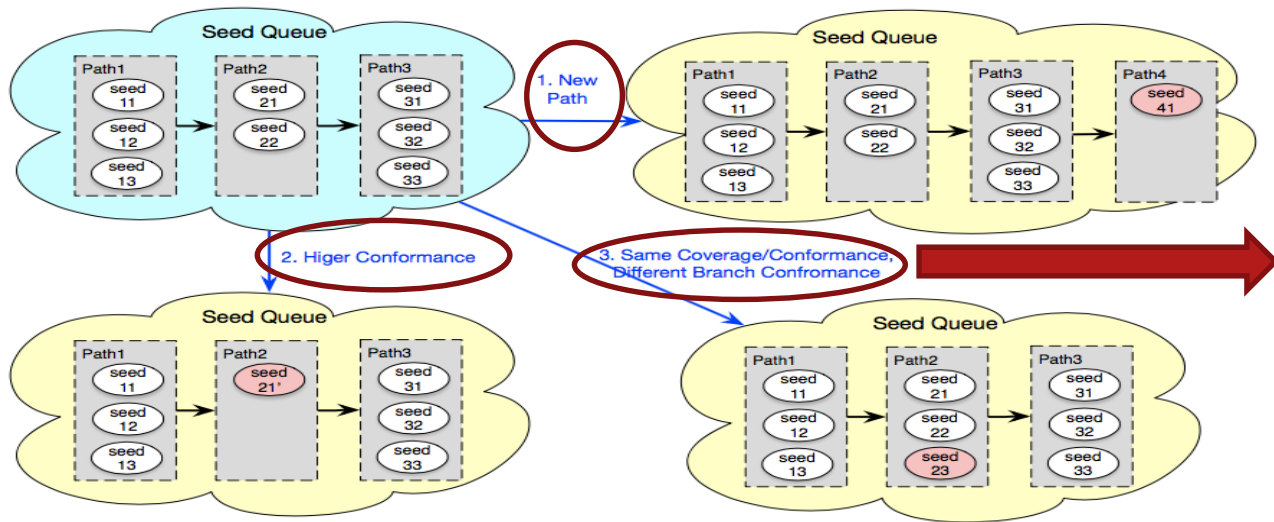 Seed Queue
Path1
seed
11
seed
12
seed
13
Path2
seed
21
seed
22
Path3
seed
31
seed
32
seed
33
1. New
Path
Seed Queue
Path1
seed
11
seed
12
seed
13
Path2
seed
21
seed
22
Path3
seed
31
seed
32
seed
33
Path4
seed
41
2. Higer Conformance
3. Same Coverage/Conformance,
Different Branch Confromance
Seed Queue
Path1
seed
11
seed
12
seed
13
Path2
seed
21'
Path3
seed
31
seed
32
seed
33
Seed Queue
Path1
seed
11
seed
12
seed
13
Path2
seed
21
seed
22
seed
23
Path3
seed
31
seed
32
seed
33